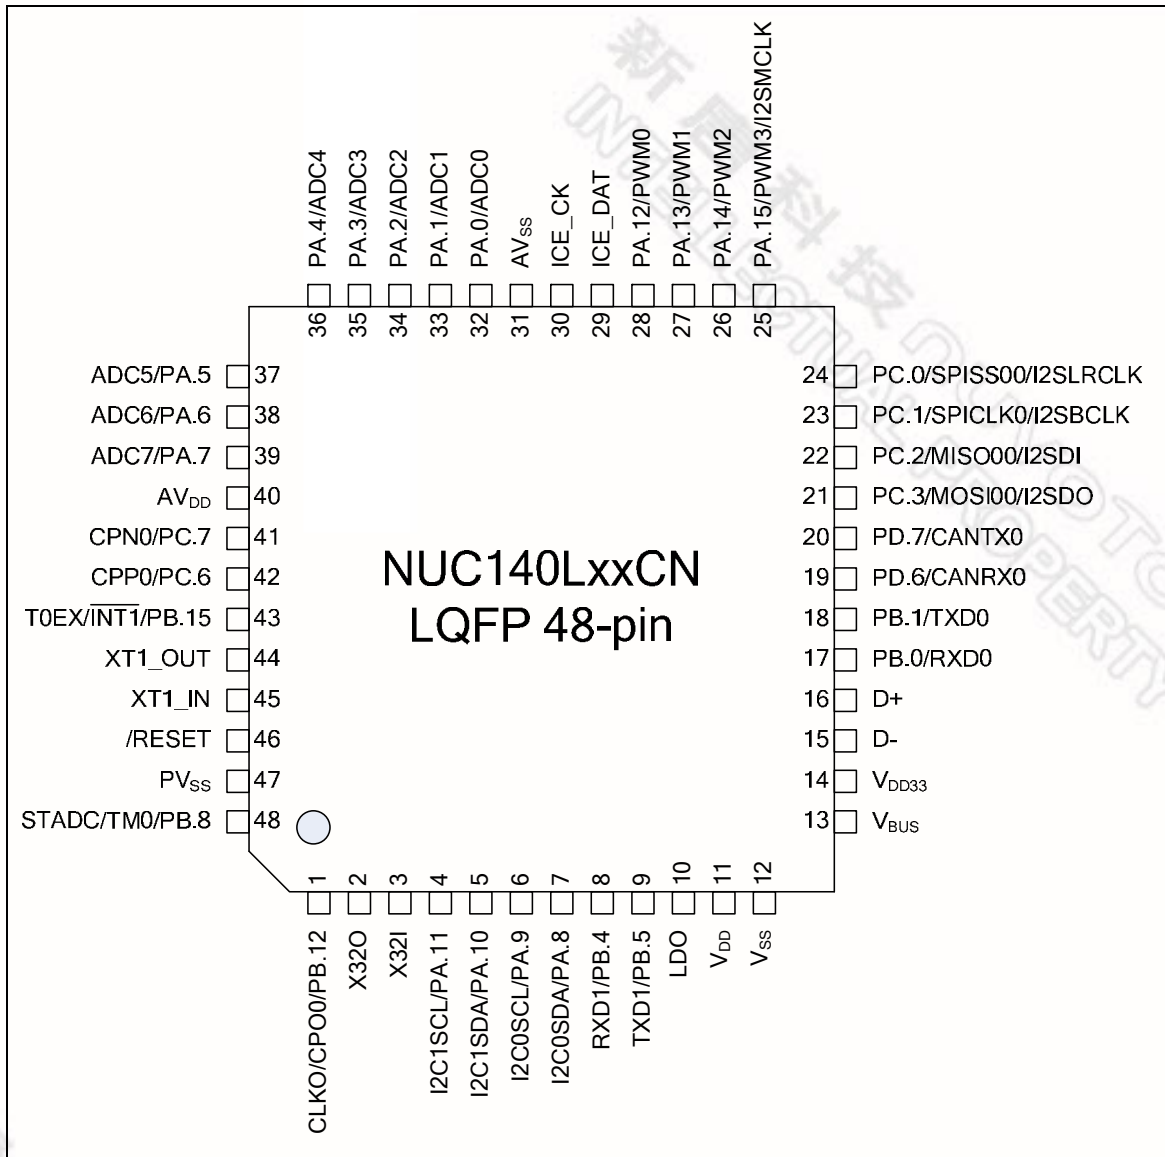 新唐科技 NUVOTON
INTELLECTUAL PROPERTY
PA.4/ADC4
PA.3/ADC3
PA.2/ADC2
PA.1/ADC1
PA.0/ADC0
AVSS
ICE_CK
ICE_DAT
PA.12/PWM0
PA.13/PWM1
PA.14/PWM2
PA.15/PWM3/I2SMCLK
36 35 34 33 32 31 30 29 28 27 26 25
ADC5/PA.5 37
ADC6/PA.6 38
ADC7/PA.7 39
AVDD 40
CPN0/PC.7 41
CPP0/PC.6 42
T0EX/INT1/PB.15 43
XT1_OUT 44
XT1_IN 45
/RESET 46
PVSS 47
STADC/TM0/PB.8 48
NUC140LxxCN
LQFP 48-pin
24 PC.0/SPISS00/I2SLRCLK
23 PC.1/SPICLK0/I2SBCLK
22 PC.2/MISO00/I2SDI
21 PC.3/MOSI00/I2SDO
20 PD.7/CANTX0
19 PD.6/CANRX0
18 PB.1/TXD0
17 PB.0/RXD0
16 D+
15 D-
14 VDD33
13 VBUS
1 2 3 4 5 6 7 8 9 10 11 12
CLKO/CPO0/PB.12
X32O
X32I
I2C1SCL/PA.11
I2C1SDA/PA.10
I2C0SCL/PA.9
I2C0SDA/PA.8
RXD1/PB.4
TXD1/PB.5
LDO
VDD
VSS